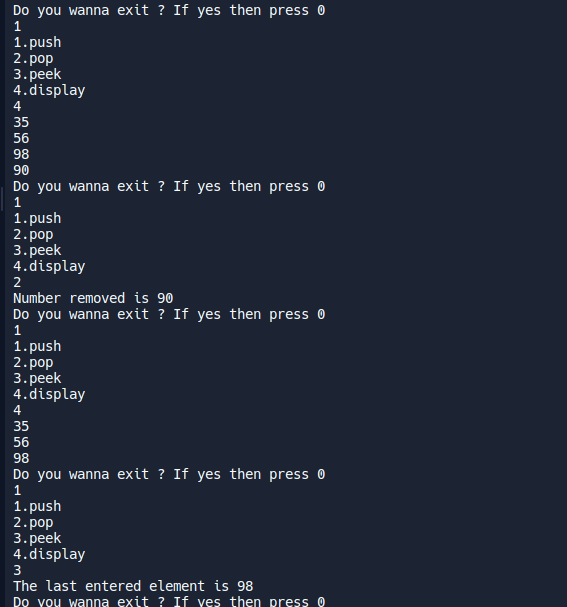 Do you wanna exit ? If yes then press 0
1
1.push
2.pop
3.peek
4.display
4
35
56
98
90
Do you wanna exit ? If yes then press 0
1
1.push
2.pop
3.peek
4.display
2
Number removed is 90
Do you wanna exit ? If yes then press 0
1
1.push
2.pop
3.peek
4.display
4
35
56
98
Do you wanna exit ? If yes then press 0
1
1.push
2.pop
3.peek
4.display
3
The last entered element is 98
Do you wanna exit ? If yes then press 0